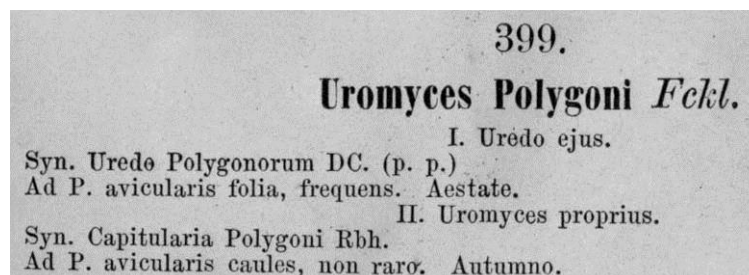 399.
Uromyces Polygoni Fckl.
I. Uredo ejus.
Syn. Uredo Polygonorum DC. (p. p.)
Ad P. avicularis folia, frequens. Aestate.
II. Uromyces proprius.
Syn. Capitularia Polygoni Rbh.
Ad P. avicularis caules, non raro. Autumno.